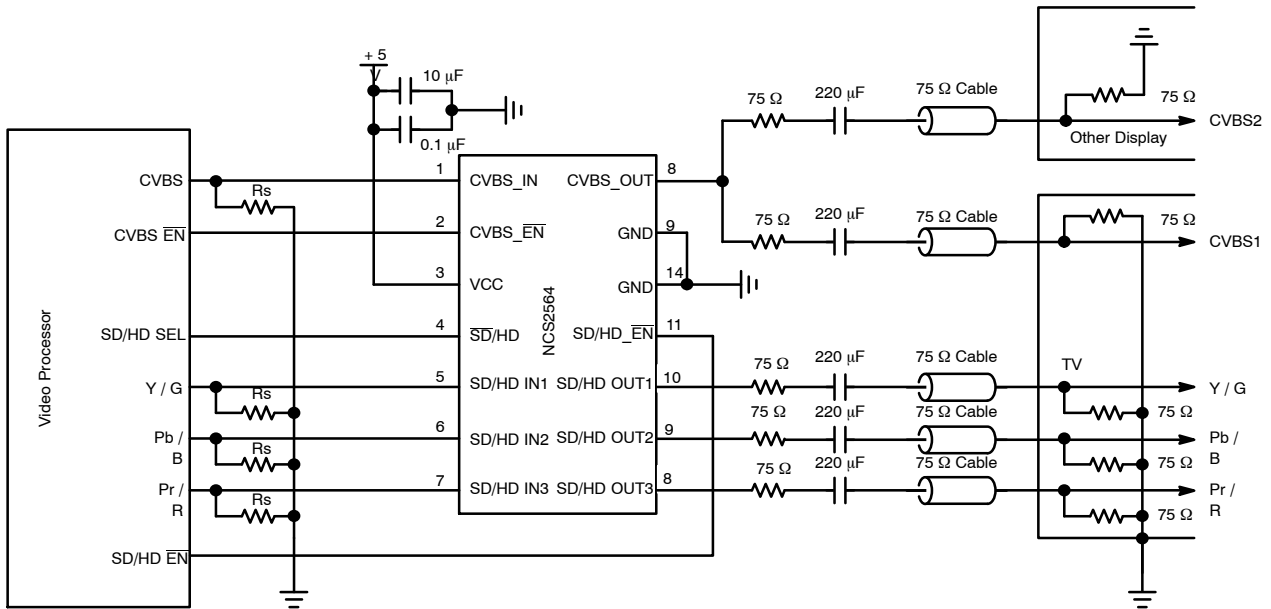 + 5
V
10 μF
0.1 μF
75 Ω
220 μF
75 Ω Cable
75 Ω
CVBS2
Other Display
CVBS
Rs
1
CVBS_IN
CVBS_OUT
8
CVBS EN
2
CVBS_EN
GND
9
75 Ω
220 μF
75 Ω Cable
75 Ω
CVBS1
3
VCC
GND
14
NCS2564
Video Processor
SD/HD SEL
4
SD/HD
SD/HD_EN
11
Y / G
Rs
5
SD/HD IN1
SD/HD OUT1
10
75 Ω
220 μF
75 Ω Cable
TV
Y / G
75 Ω
Pb /
B
Rs
6
SD/HD IN2
SD/HD OUT2
9
75 Ω
220 μF
75 Ω Cable
Pb /
B
75 Ω
Pr /
R
Rs
7
SD/HD IN3
SD/HD OUT3
8
75 Ω
220 μF
75 Ω Cable
Pr /
R
75 Ω
SD/HD EN